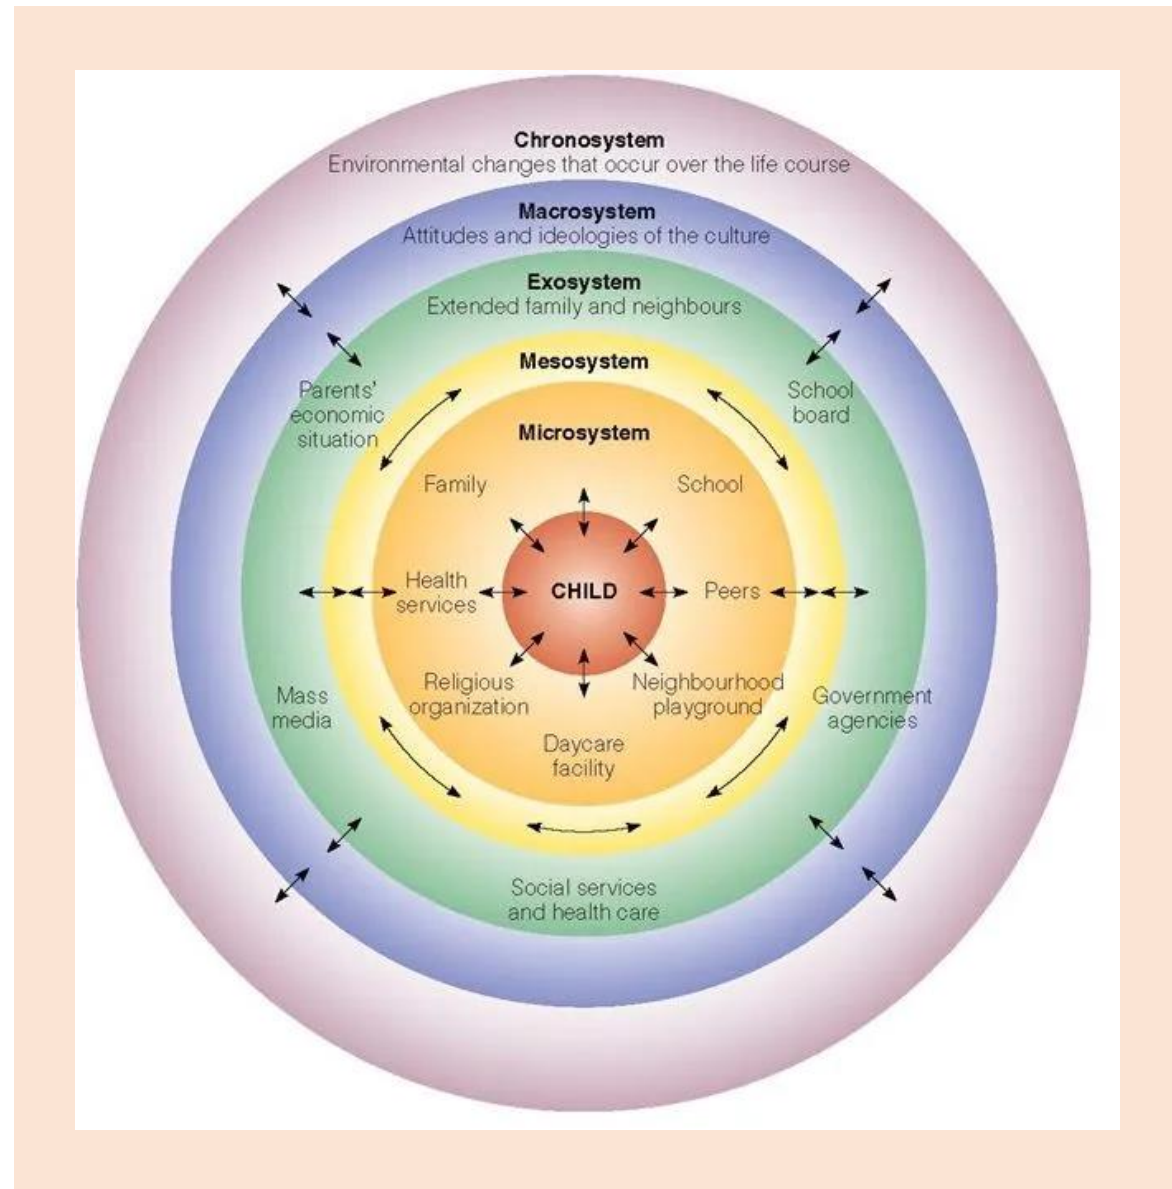 Chronosystem
Environmental changes that occur over the life course
Macrosystem
Attitudes and ideologies of the culture
Exosystem
Extended family and neighbours
Mesosystem
Parents'
economic
situation
School
board
Microsystem
Family
School
Health
services
CHILD
Peers
Religious
organization
Neighbourhood
playground
Mass
media
Government
agencies
Daycare
facility
Social services
and health care